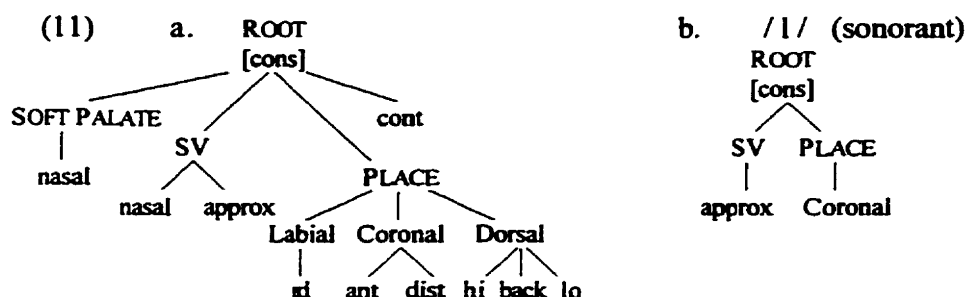 (11) a. ROOT b. /l/ (sonorant)
[cons] ROOT
[cons]
SOFT PALATE cont
SV SV PLACE
nasal PLACE
nasal approx approx Coronal
Labial Coronal Dorsal
rd ant dist hi back lo